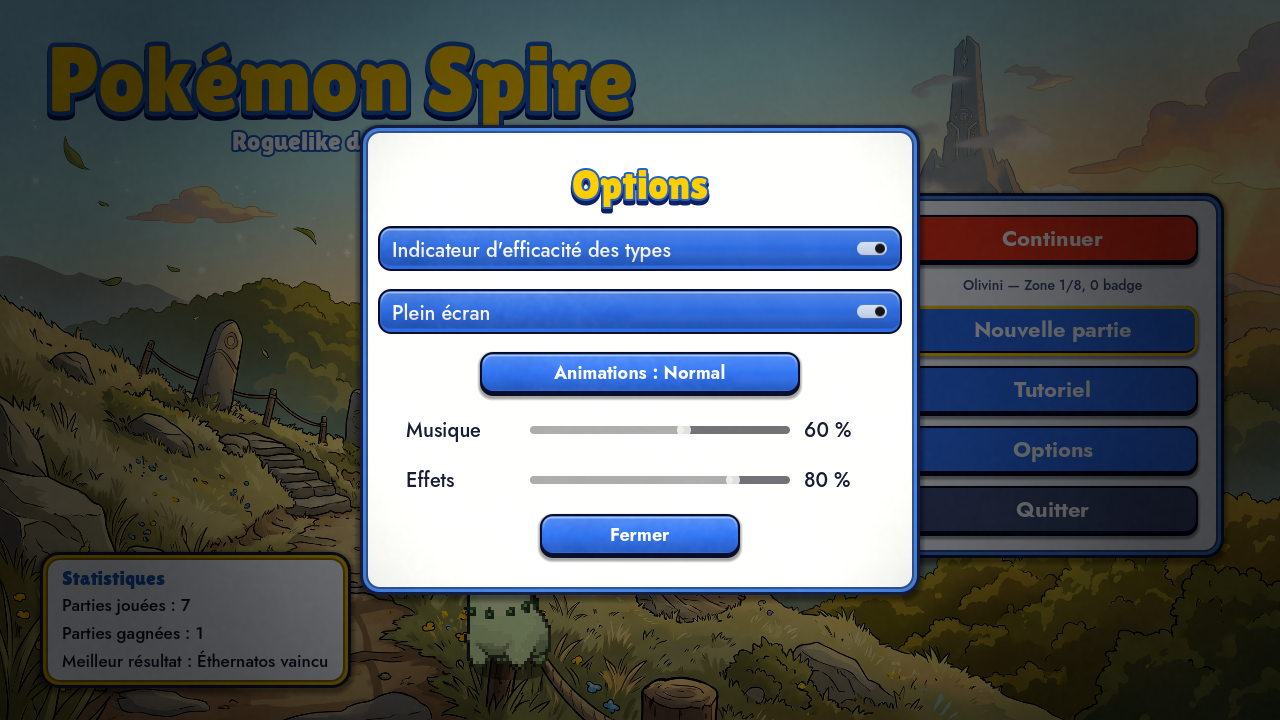 Pokémon Spire
Roguelike d
Options
Indicateur d'efficacité des types
Plein écran
Animations : Normal
Musique 60 %
Effets 80 %
Fermer
Continuer
Olivini — Zone 1/8, 0 badge
Nouvelle partie
Tutoriel
Options
Quitter
Statistiques
Parties jouées : 7
Parties gagnées : 1
Meilleur résultat : Éthernatos vaincu